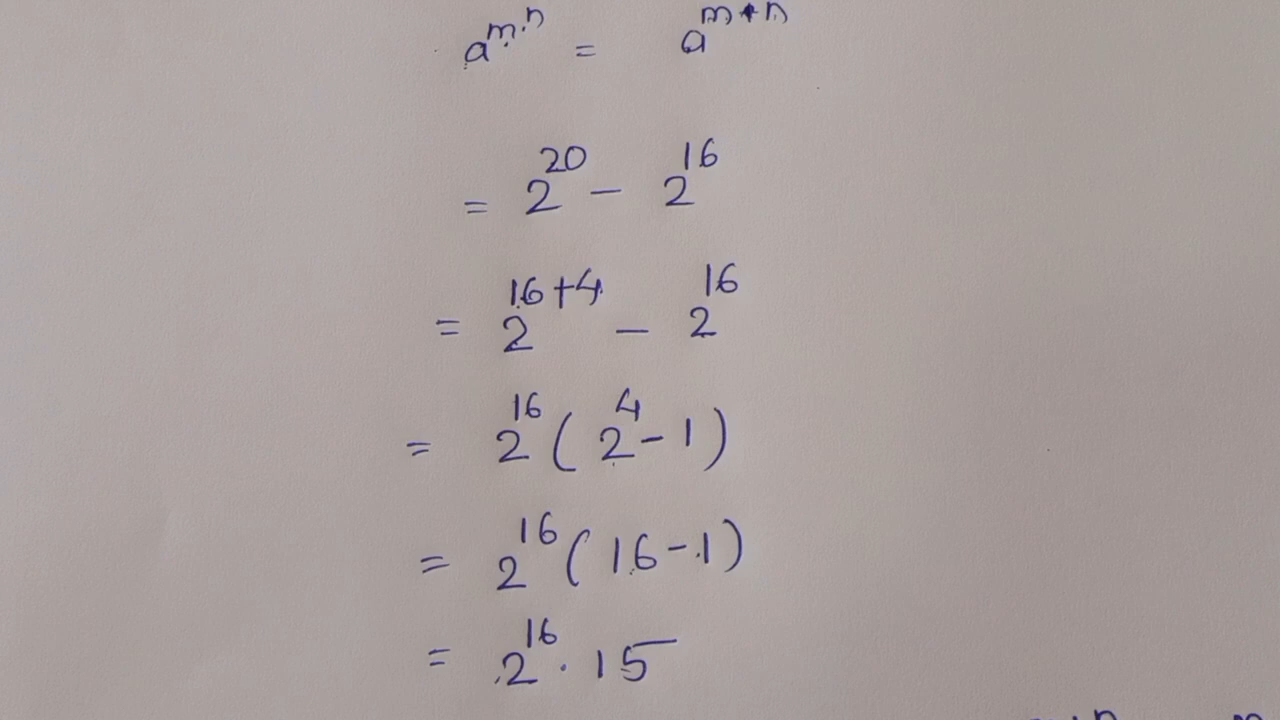 a^{m.n} = a^{m+n}
= 2^{20} - 2^{16}
= 2^{16+4} - 2^{16}
= 2^{16} ( 2^{4} - 1 )
= 2^{16} ( 16 - 1 )
= 2^{16} . 15